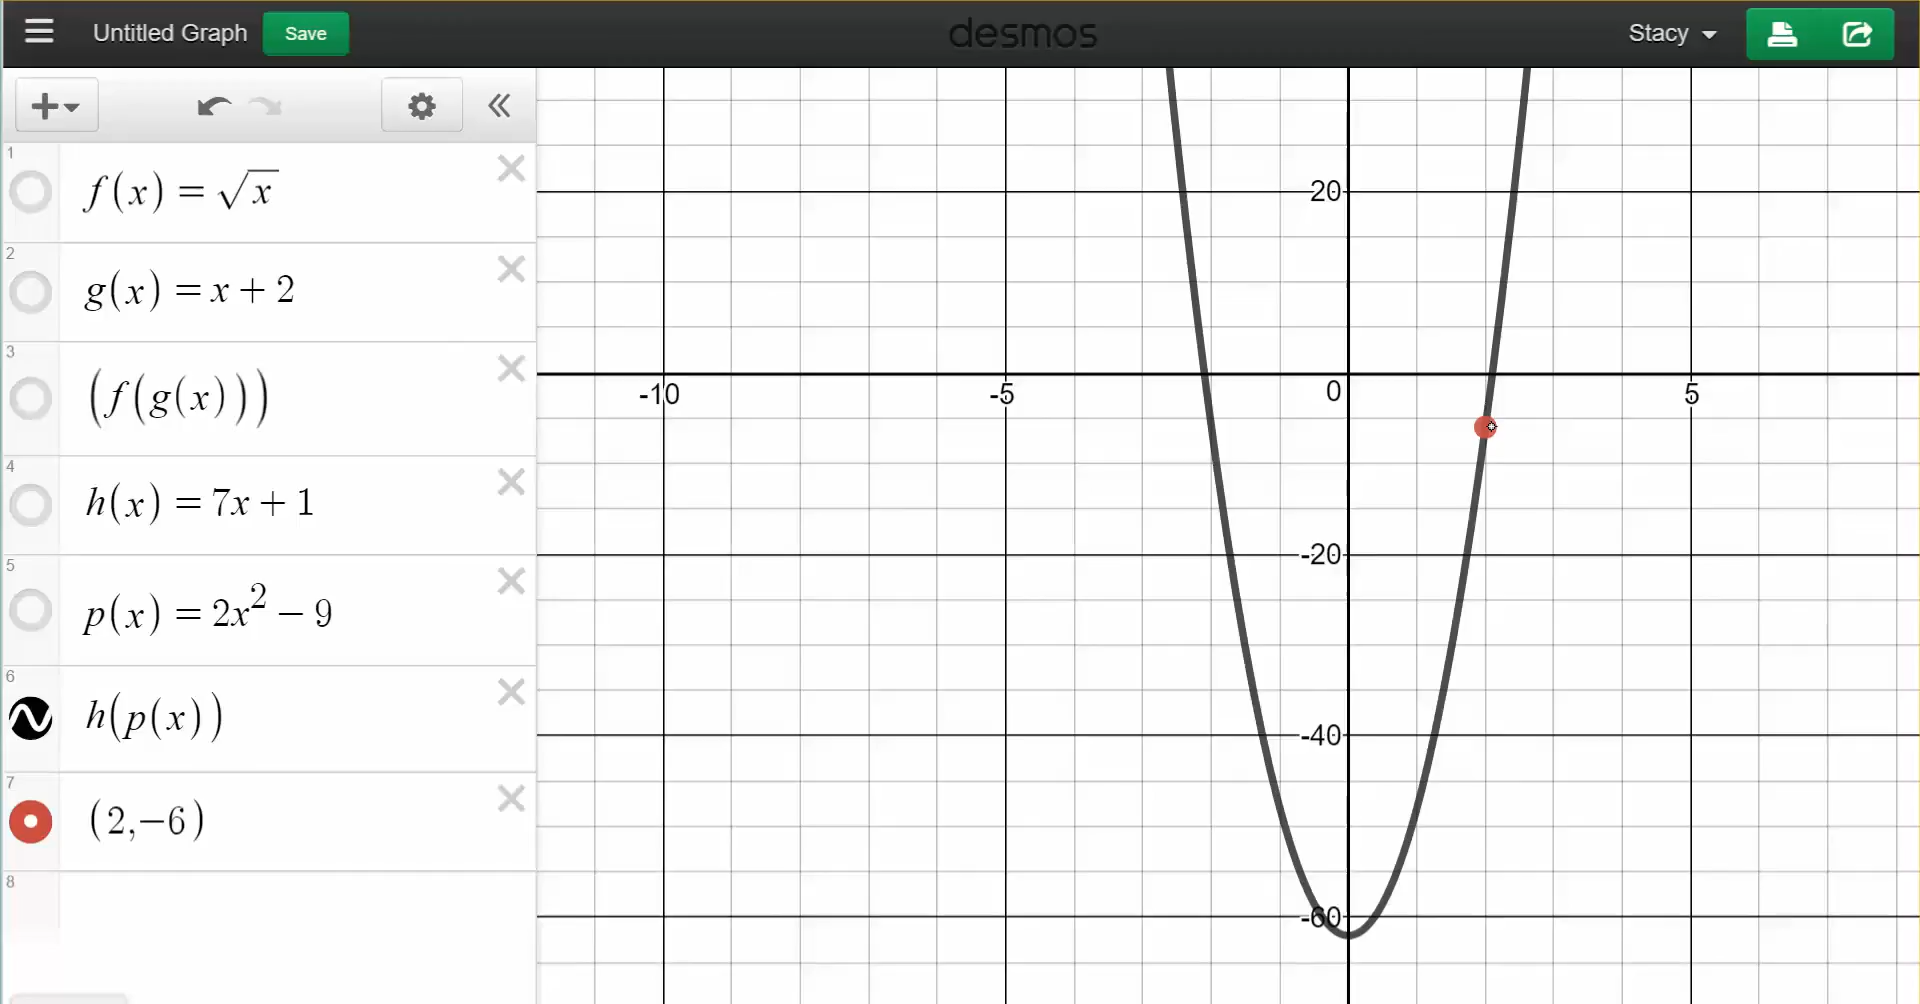 Untitled Graph Save desmos Stacy
1
f(x) = √x
2
g(x) = x + 2
3
(f(g(x)))
4
h(x) = 7x + 1
5
p(x) = 2x² − 9
6
h(p(x))
7
(2,−6)
8
20
-10 -5 0 5
-20
-40
-60